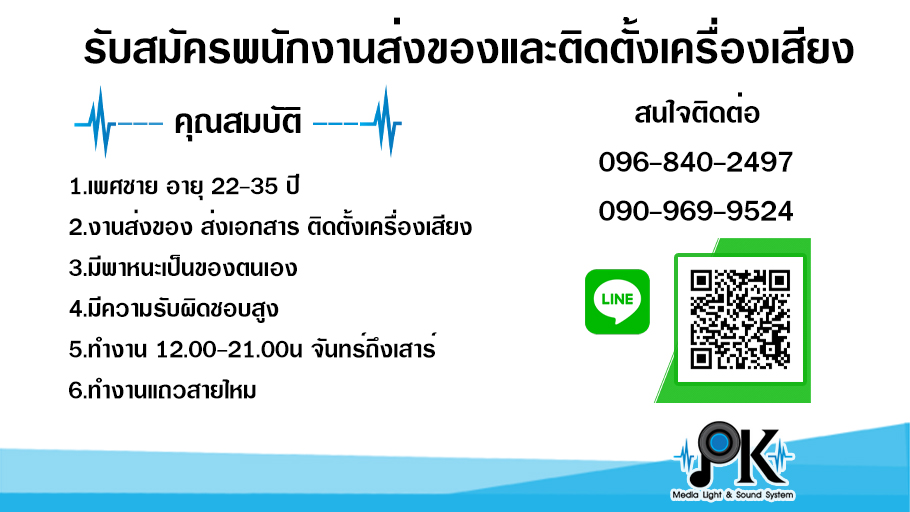 รับสมัครพนักงานส่งของและติดตั้งเครื่องเสียง
คุณสมบัติ
1.เพศชาย อายุ 22-35 ปี
2.งานส่งของ ส่งเอกสาร ติดตั้งเครื่องเสียง
3.มีพาหนะเป็นของตนเอง
4.มีความรับผิดชอบสูง
5.ทำงาน 12.00-21.00น จันทร์ถึงเสาร์
6.ทำงานแถวสายไหม
สนใจติดต่อ
096-840-2497
090-969-9524
LINE
PK
Media Light & Sound System